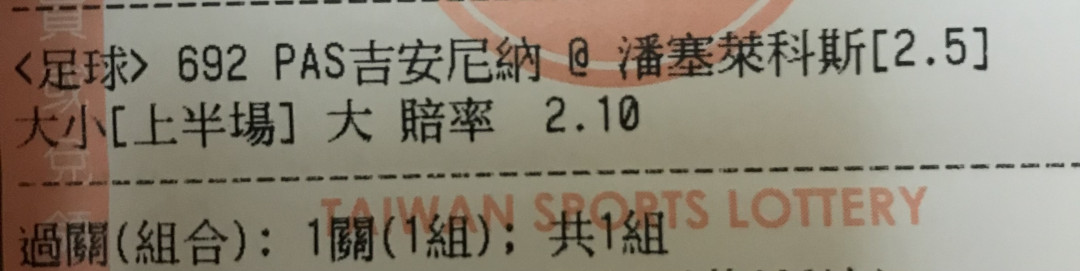 <足球> 692 PAS吉安尼納 @ 潘塞萊科斯[2.5]
大小[上半場] 大 賠率 2.10
TAIWAN SPORTS LOTTERY
過關(組合): 1關(1組); 共1組